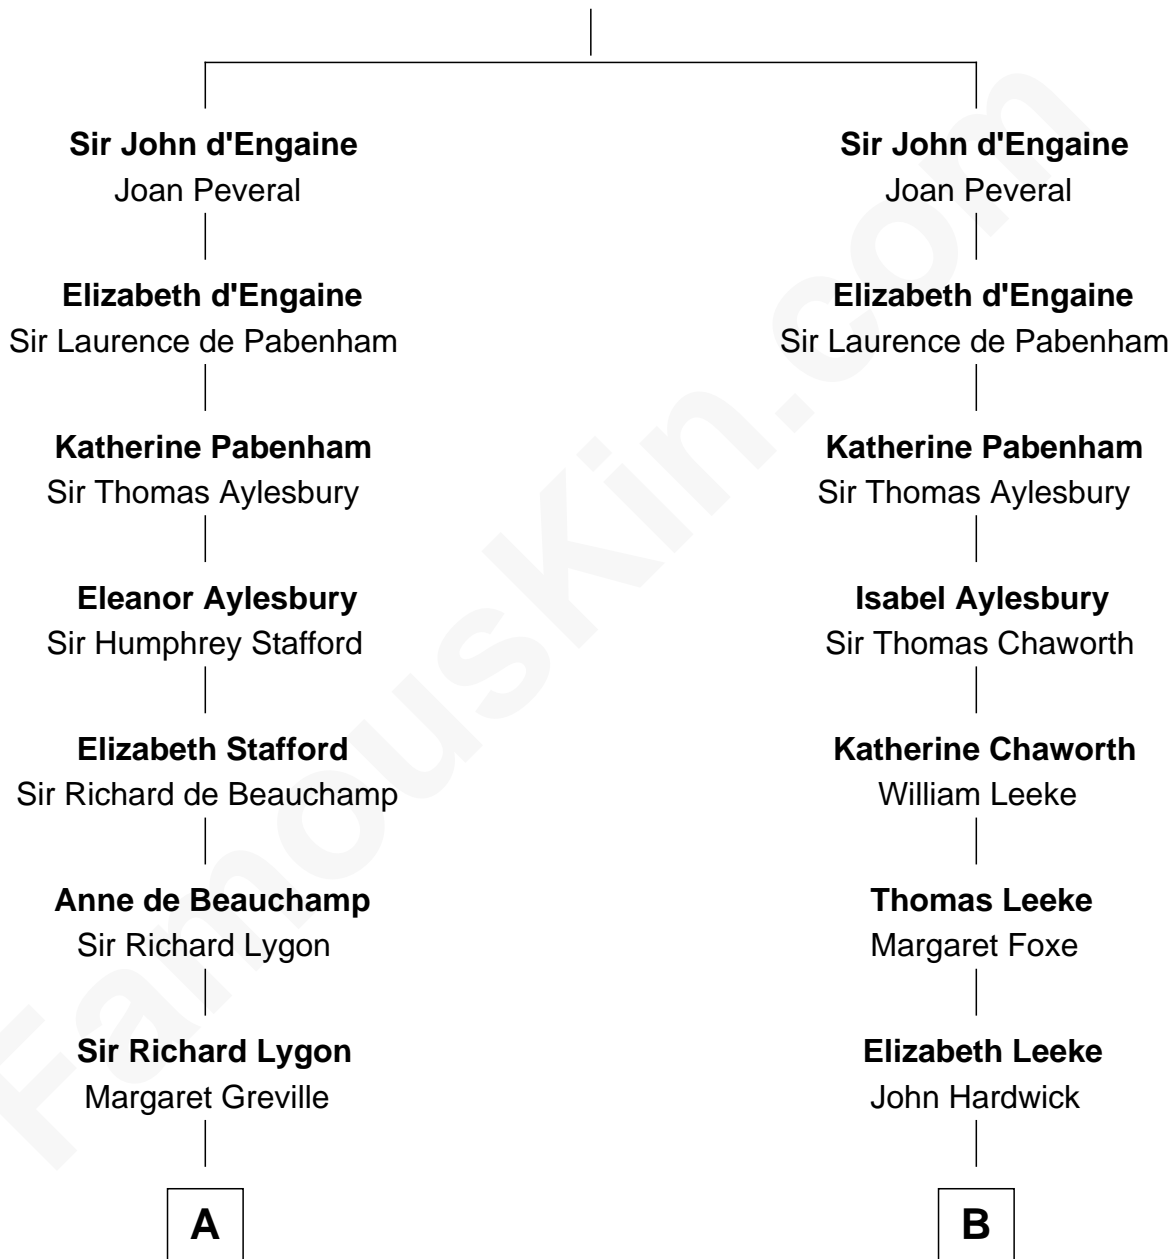 Sir John d'Engaine
Joan Peveral
Elizabeth d'Engaine
Sir Laurence de Pabenham
Katherine Pabenham
Sir Thomas Aylesbury
Eleanor Aylesbury
Sir Humphrey Stafford
Elizabeth Stafford
Sir Richard de Beauchamp
Anne de Beauchamp
Sir Richard Lygon
Sir Richard Lygon
Margaret Greville
A
Sir John d'Engaine
Joan Peveral
Elizabeth d'Engaine
Sir Laurence de Pabenham
Katherine Pabenham
Sir Thomas Aylesbury
Isabel Aylesbury
Sir Thomas Chaworth
Katherine Chaworth
William Leeke
Thomas Leeke
Margaret Foxe
Elizabeth Leeke
John Hardwick
B
FamousKin.com